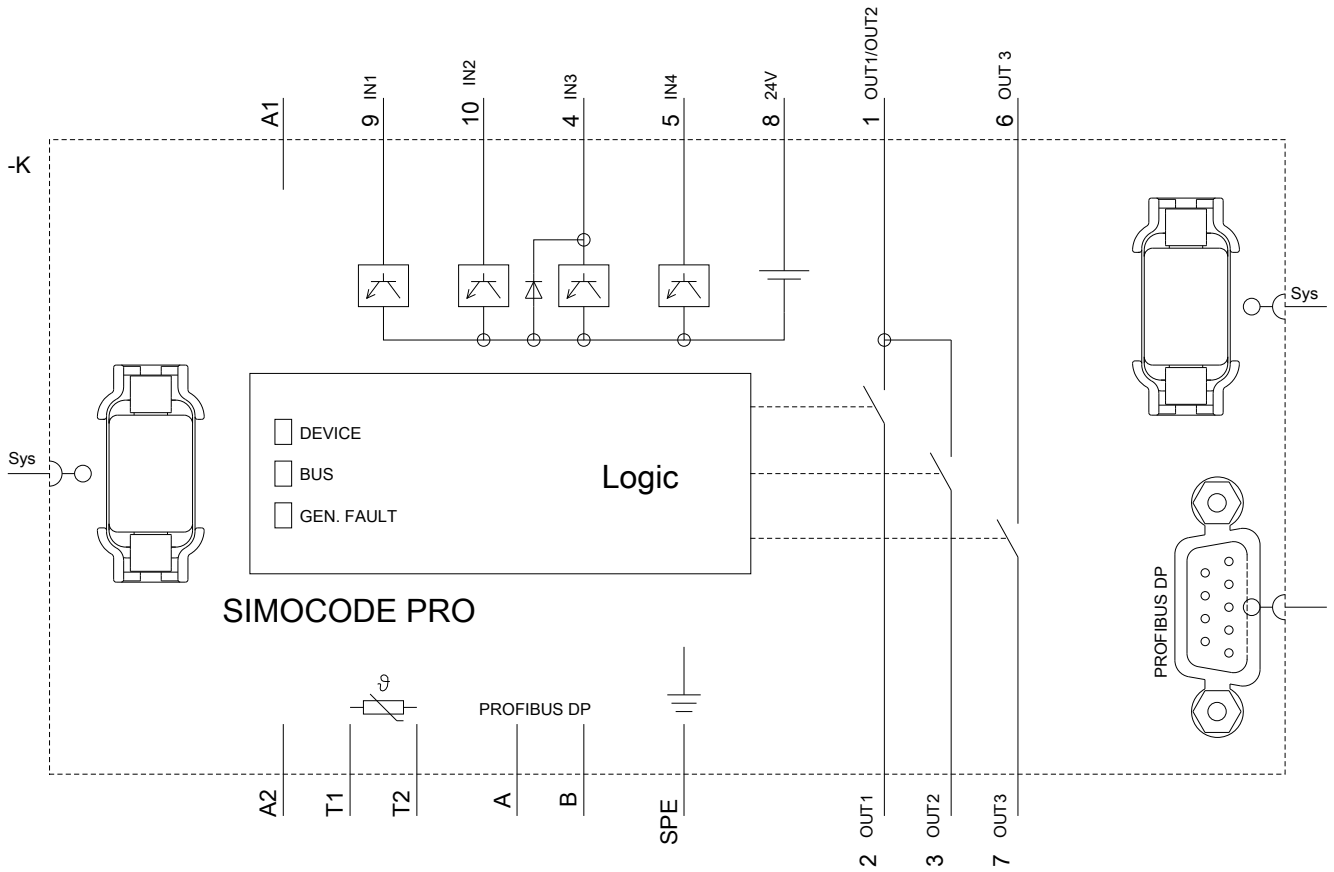 A1
9 IN1
10 IN2
4 IN3
5 IN4
8 24V
1 OUT1/OUT2
6 OUT 3
-K
Sys
Sys
DEVICE
BUS
GEN. FAULT
Logic
SIMOCODE PRO
PROFIBUS DP
ϑ
PROFIBUS DP
A2
T1
T2
A
B
SPE
2 OUT1
3 OUT2
7 OUT3